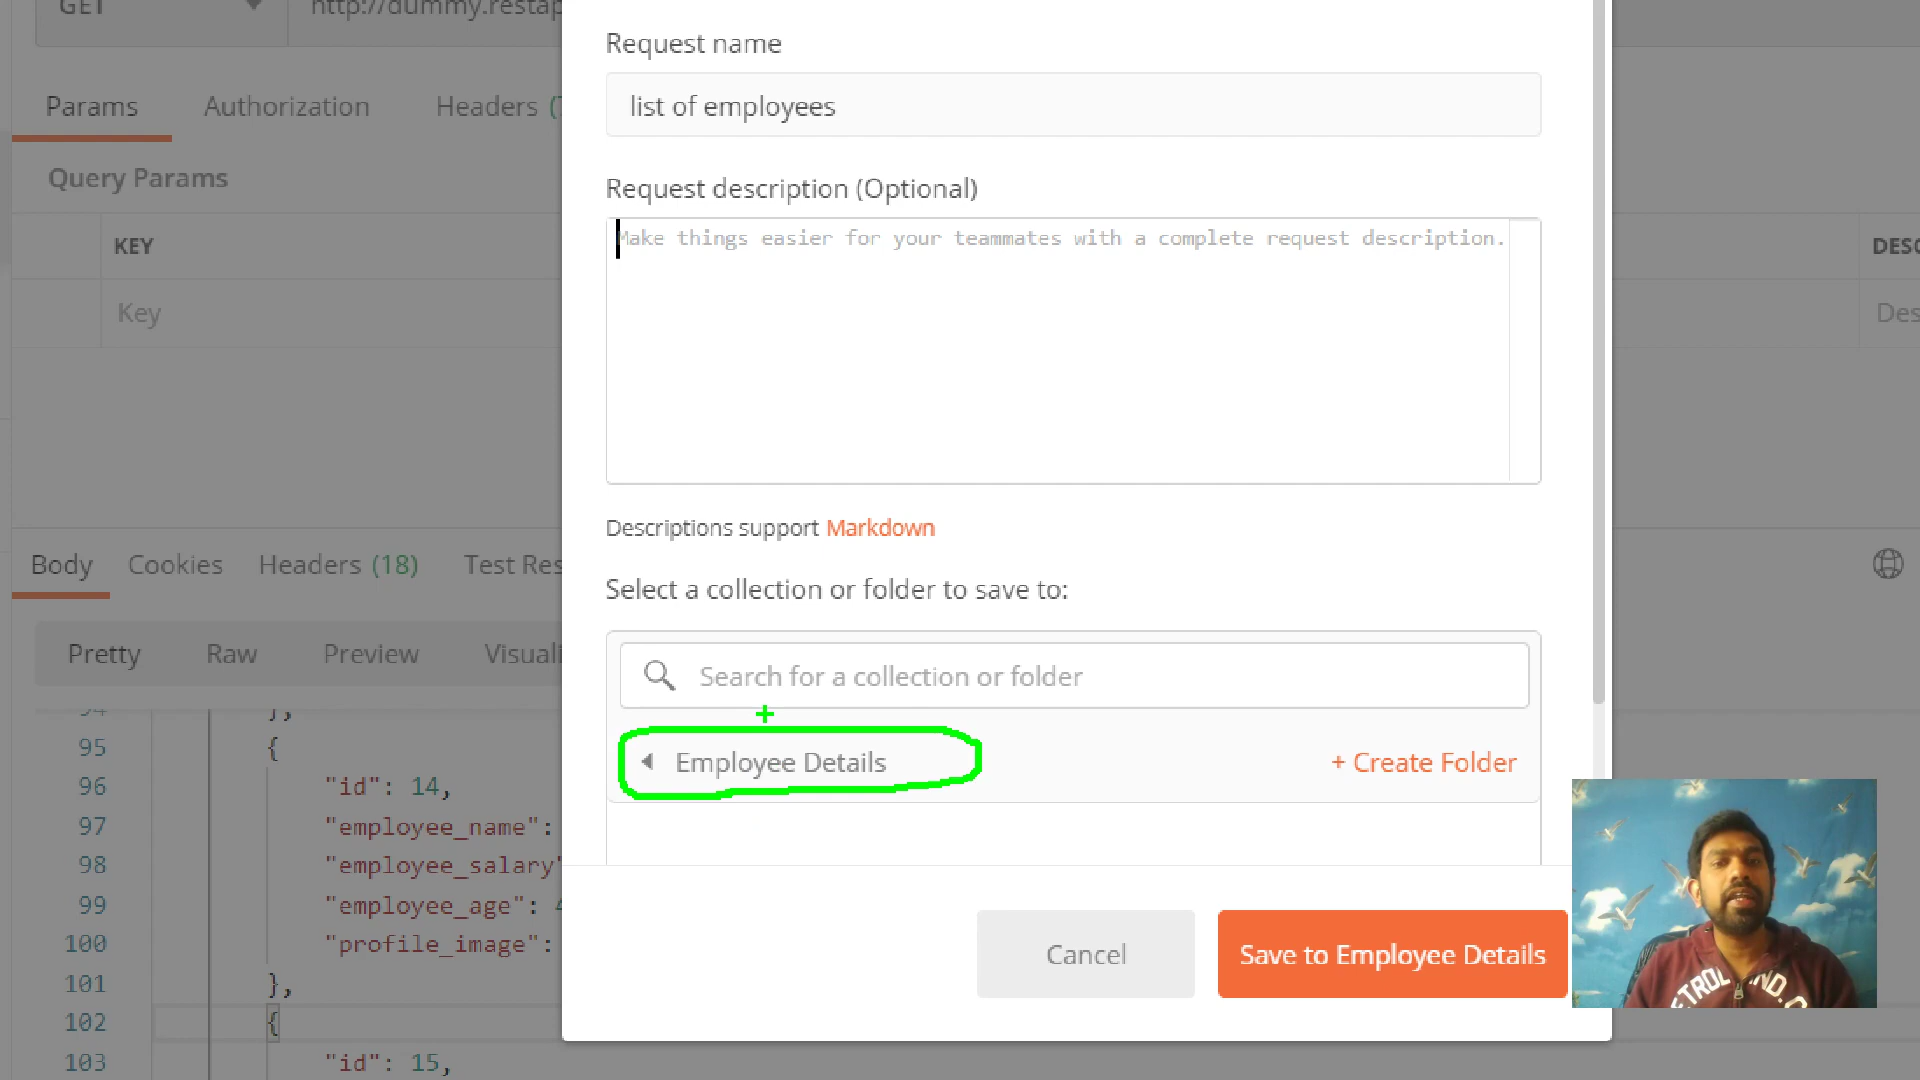 GET
http://dummy.restap
Request name
list of employees
Params Authorization Headers
Request description (Optional)
Query Params
Make things easier for your teammates with a complete request description.
KEY
DESC
Key
Des
Descriptions support Markdown
Body Cookies Headers (18) Test Res
Select a collection or folder to save to:
Pretty Raw Preview Visuali
Search for a collection or folder
94 },
95 {
Employee Details
+ Create Folder
96 "id": 14,
97 "employee_name":
98 "employee_salary"
99 "employee_age": 4
100 "profile_image":
101 },
Cancel
Save to Employee Details
102 {
103 "id": 15,